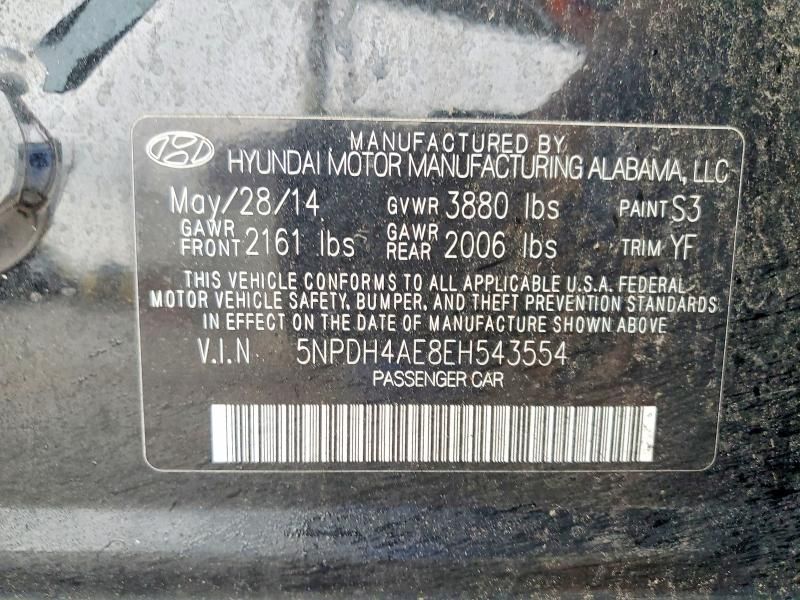 MANUFACTURED BY
HYUNDAI MOTOR MANUFACTURING ALABAMA, LLC
May/28/14 GVWR 3880 lbs PAINT S3
GAWR FRONT 2161 lbs GAWR REAR 2006 lbs TRIM YF
THIS VEHICLE CONFORMS TO ALL APPLICABLE U.S.A. FEDERAL
MOTOR VEHICLE SAFETY, BUMPER, AND THEFT PREVENTION STANDARDS
IN EFFECT ON THE DATE OF MANUFACTURE SHOWN ABOVE.
V.I.N 5NPDH4AE8EH543554
PASSENGER CAR